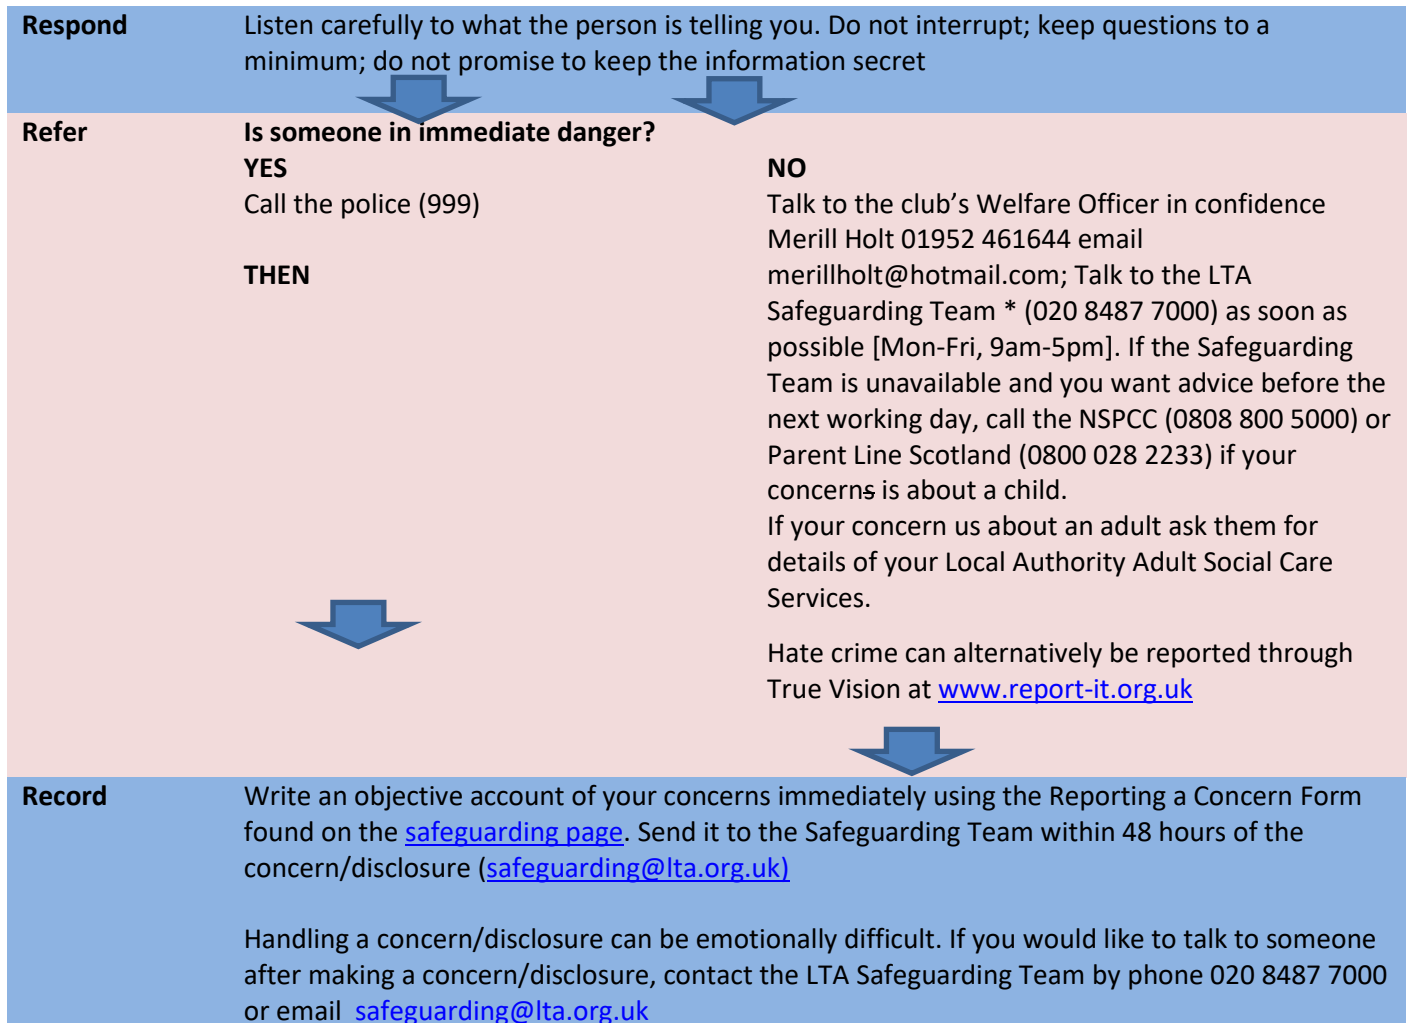 Respond
Listen carefully to what the person is telling you. Do not interrupt; keep questions to a
minimum; do not promise to keep the information secret
Refer
Is someone in immediate danger?
YES
Call the police (999)
THEN
NO
Talk to the club’s Welfare Officer in confidence
Merill Holt 01952 461644 email
merillholt@hotmail.com; Talk to the LTA
Safeguarding Team * (020 8487 7000) as soon as
possible [Mon-Fri, 9am-5pm]. If the Safeguarding
Team is unavailable and you want advice before the
next working day, call the NSPCC (0808 800 5000) or
Parent Line Scotland (0800 028 2233) if your
concerns is about a child.
If your concern us about an adult ask them for
details of your Local Authority Adult Social Care
Services.
Hate crime can alternatively be reported through
True Vision at www.report-it.org.uk
Record
Write an objective account of your concerns immediately using the Reporting a Concern Form
found on the safeguarding page. Send it to the Safeguarding Team within 48 hours of the
concern/disclosure (safeguarding@lta.org.uk)
Handling a concern/disclosure can be emotionally difficult. If you would like to talk to someone
after making a concern/disclosure, contact the LTA Safeguarding Team by phone 020 8487 7000
or email safeguarding@lta.org.uk